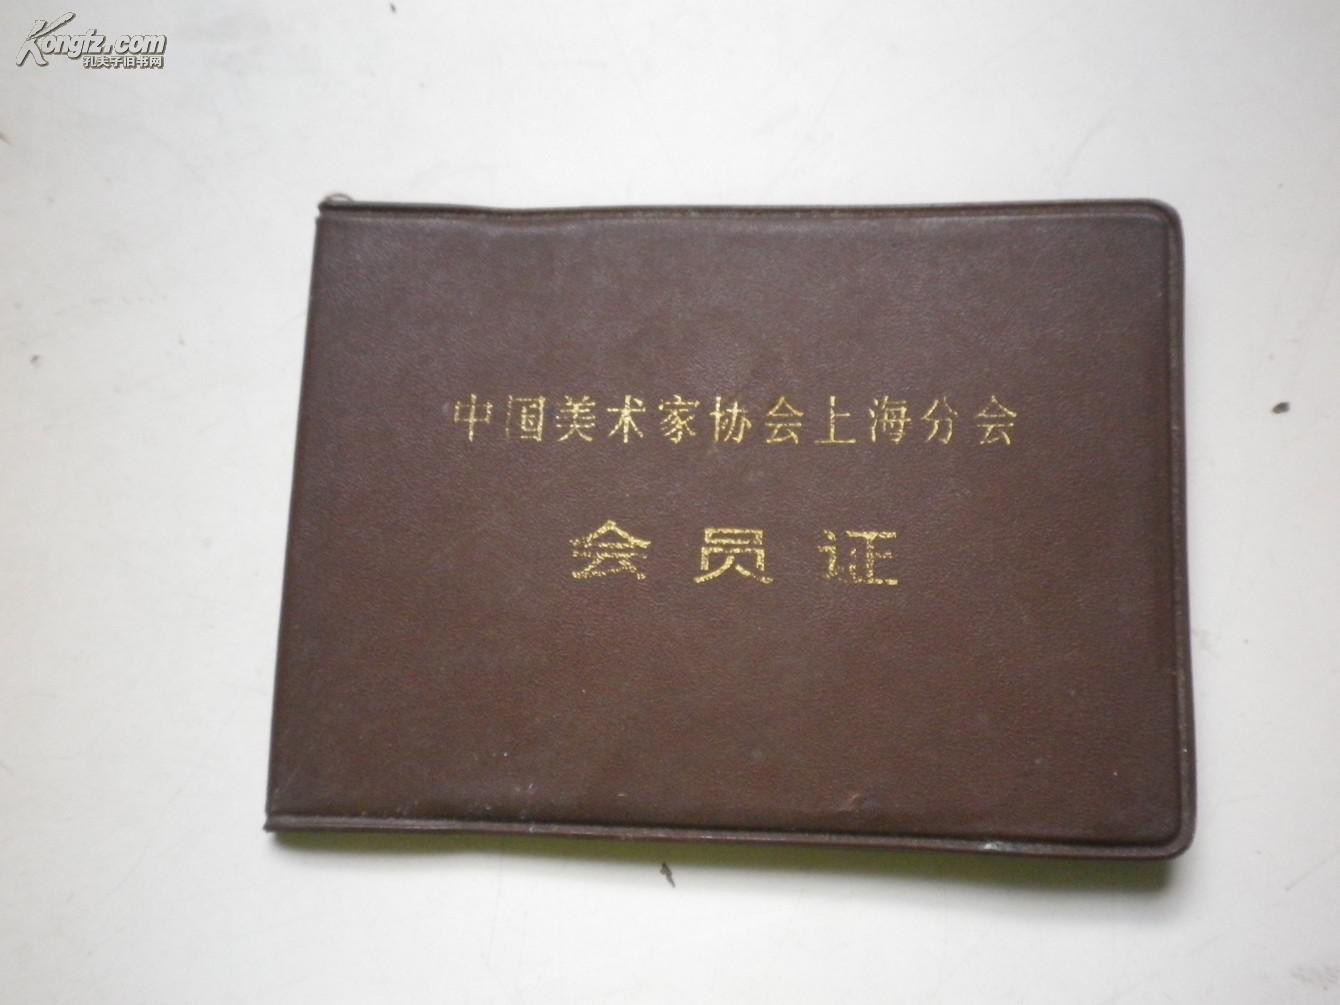 Kongfz.com
孔夫子旧书网
中国美术家协会上海分会
会员证